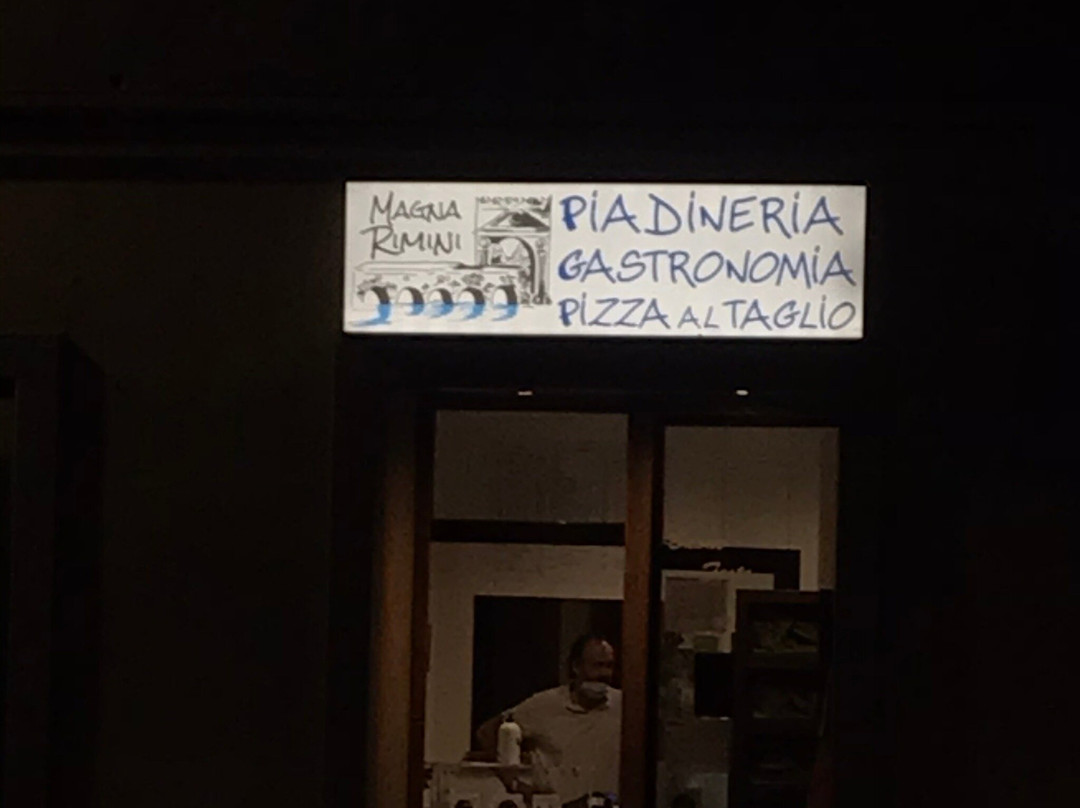 MAGNA
RIMINI
PIADINERIA
GASTRONOMIA
PIZZA AL TAGLIO